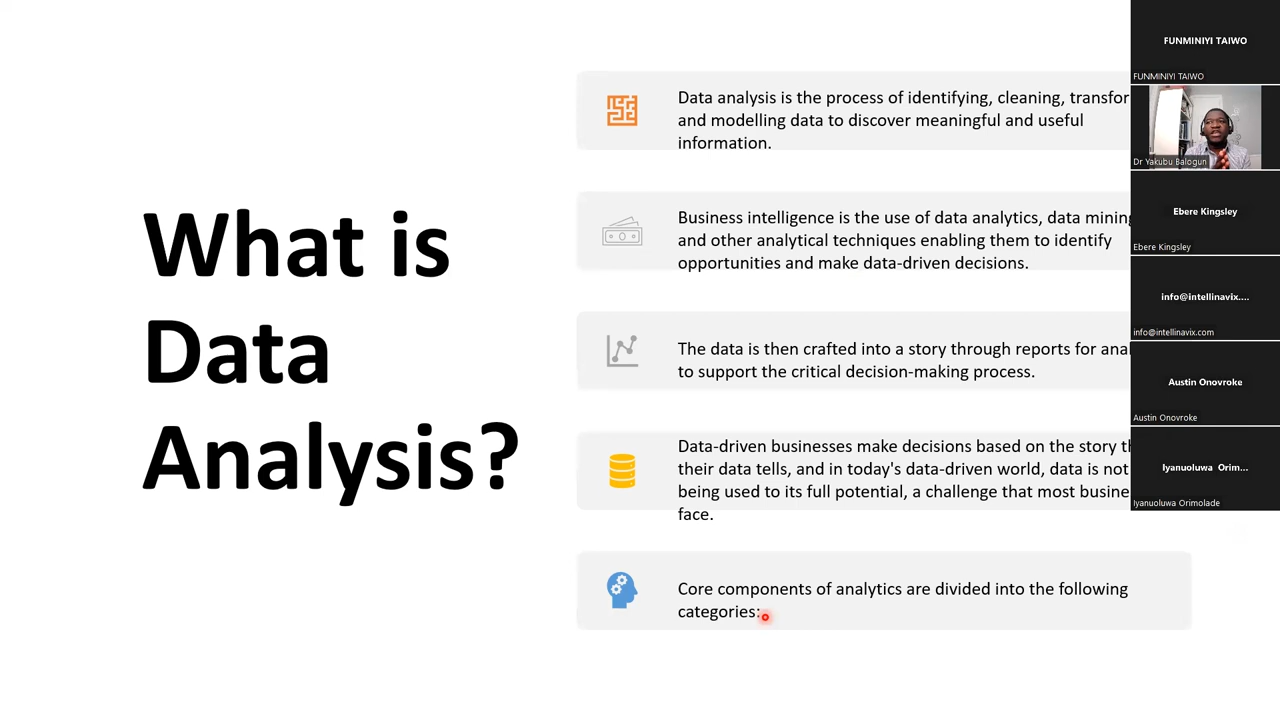 What is
Data
Analysis?
Data analysis is the process of identifying, cleaning, transfor
and modelling data to discover meaningful and useful
information.
Business intelligence is the use of data analytics, data mining
and other analytical techniques enabling them to identify
opportunities and make data-driven decisions.
The data is then crafted into a story through reports for anal
to support the critical decision-making process.
Data-driven businesses make decisions based on the story th
their data tells, and in today's data-driven world, data is not
being used to its full potential, a challenge that most busine
face.
Core components of analytics are divided into the following
categories:
FUNMINIYI TAIWO
FUNMINIYI TAIWO
Dr Yakubu Balogun
Ebere Kingsley
Ebere Kingsley
info@intellinavix....
info@intellinavix.com
Austin Onovroke
Austin Onovroke
Iyanuoluwa Orim...
Iyanuoluwa Orimolade